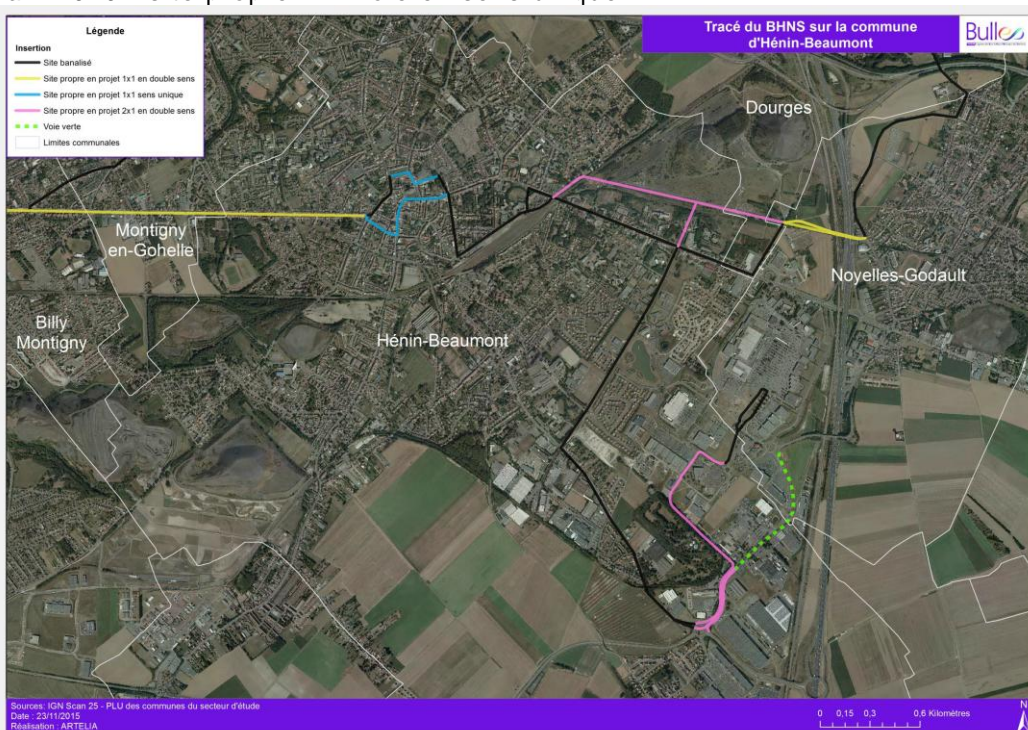 Légende
Insertion
Site banalisé
Site propre en projet 1x1 en double sens
Site propre en projet 1x1 sens unique
Site propre en projet 2x1 en double sens
Voie verte
Limites communales
Tracé du BHNS sur la commune
d'Hénin-Beaumont
Bulles
Dourges
Montigny
en-Gohelle
Noyelles-Godault
Billy
Montigny
Hénin-Beaumont
Sources: IGN Scan 25 - PLU des communes du secteur d'étude
Date : 23/11/2015
Réalisation : ARTELIA
0 0,15 0,3 0,6 Kilomètres
N